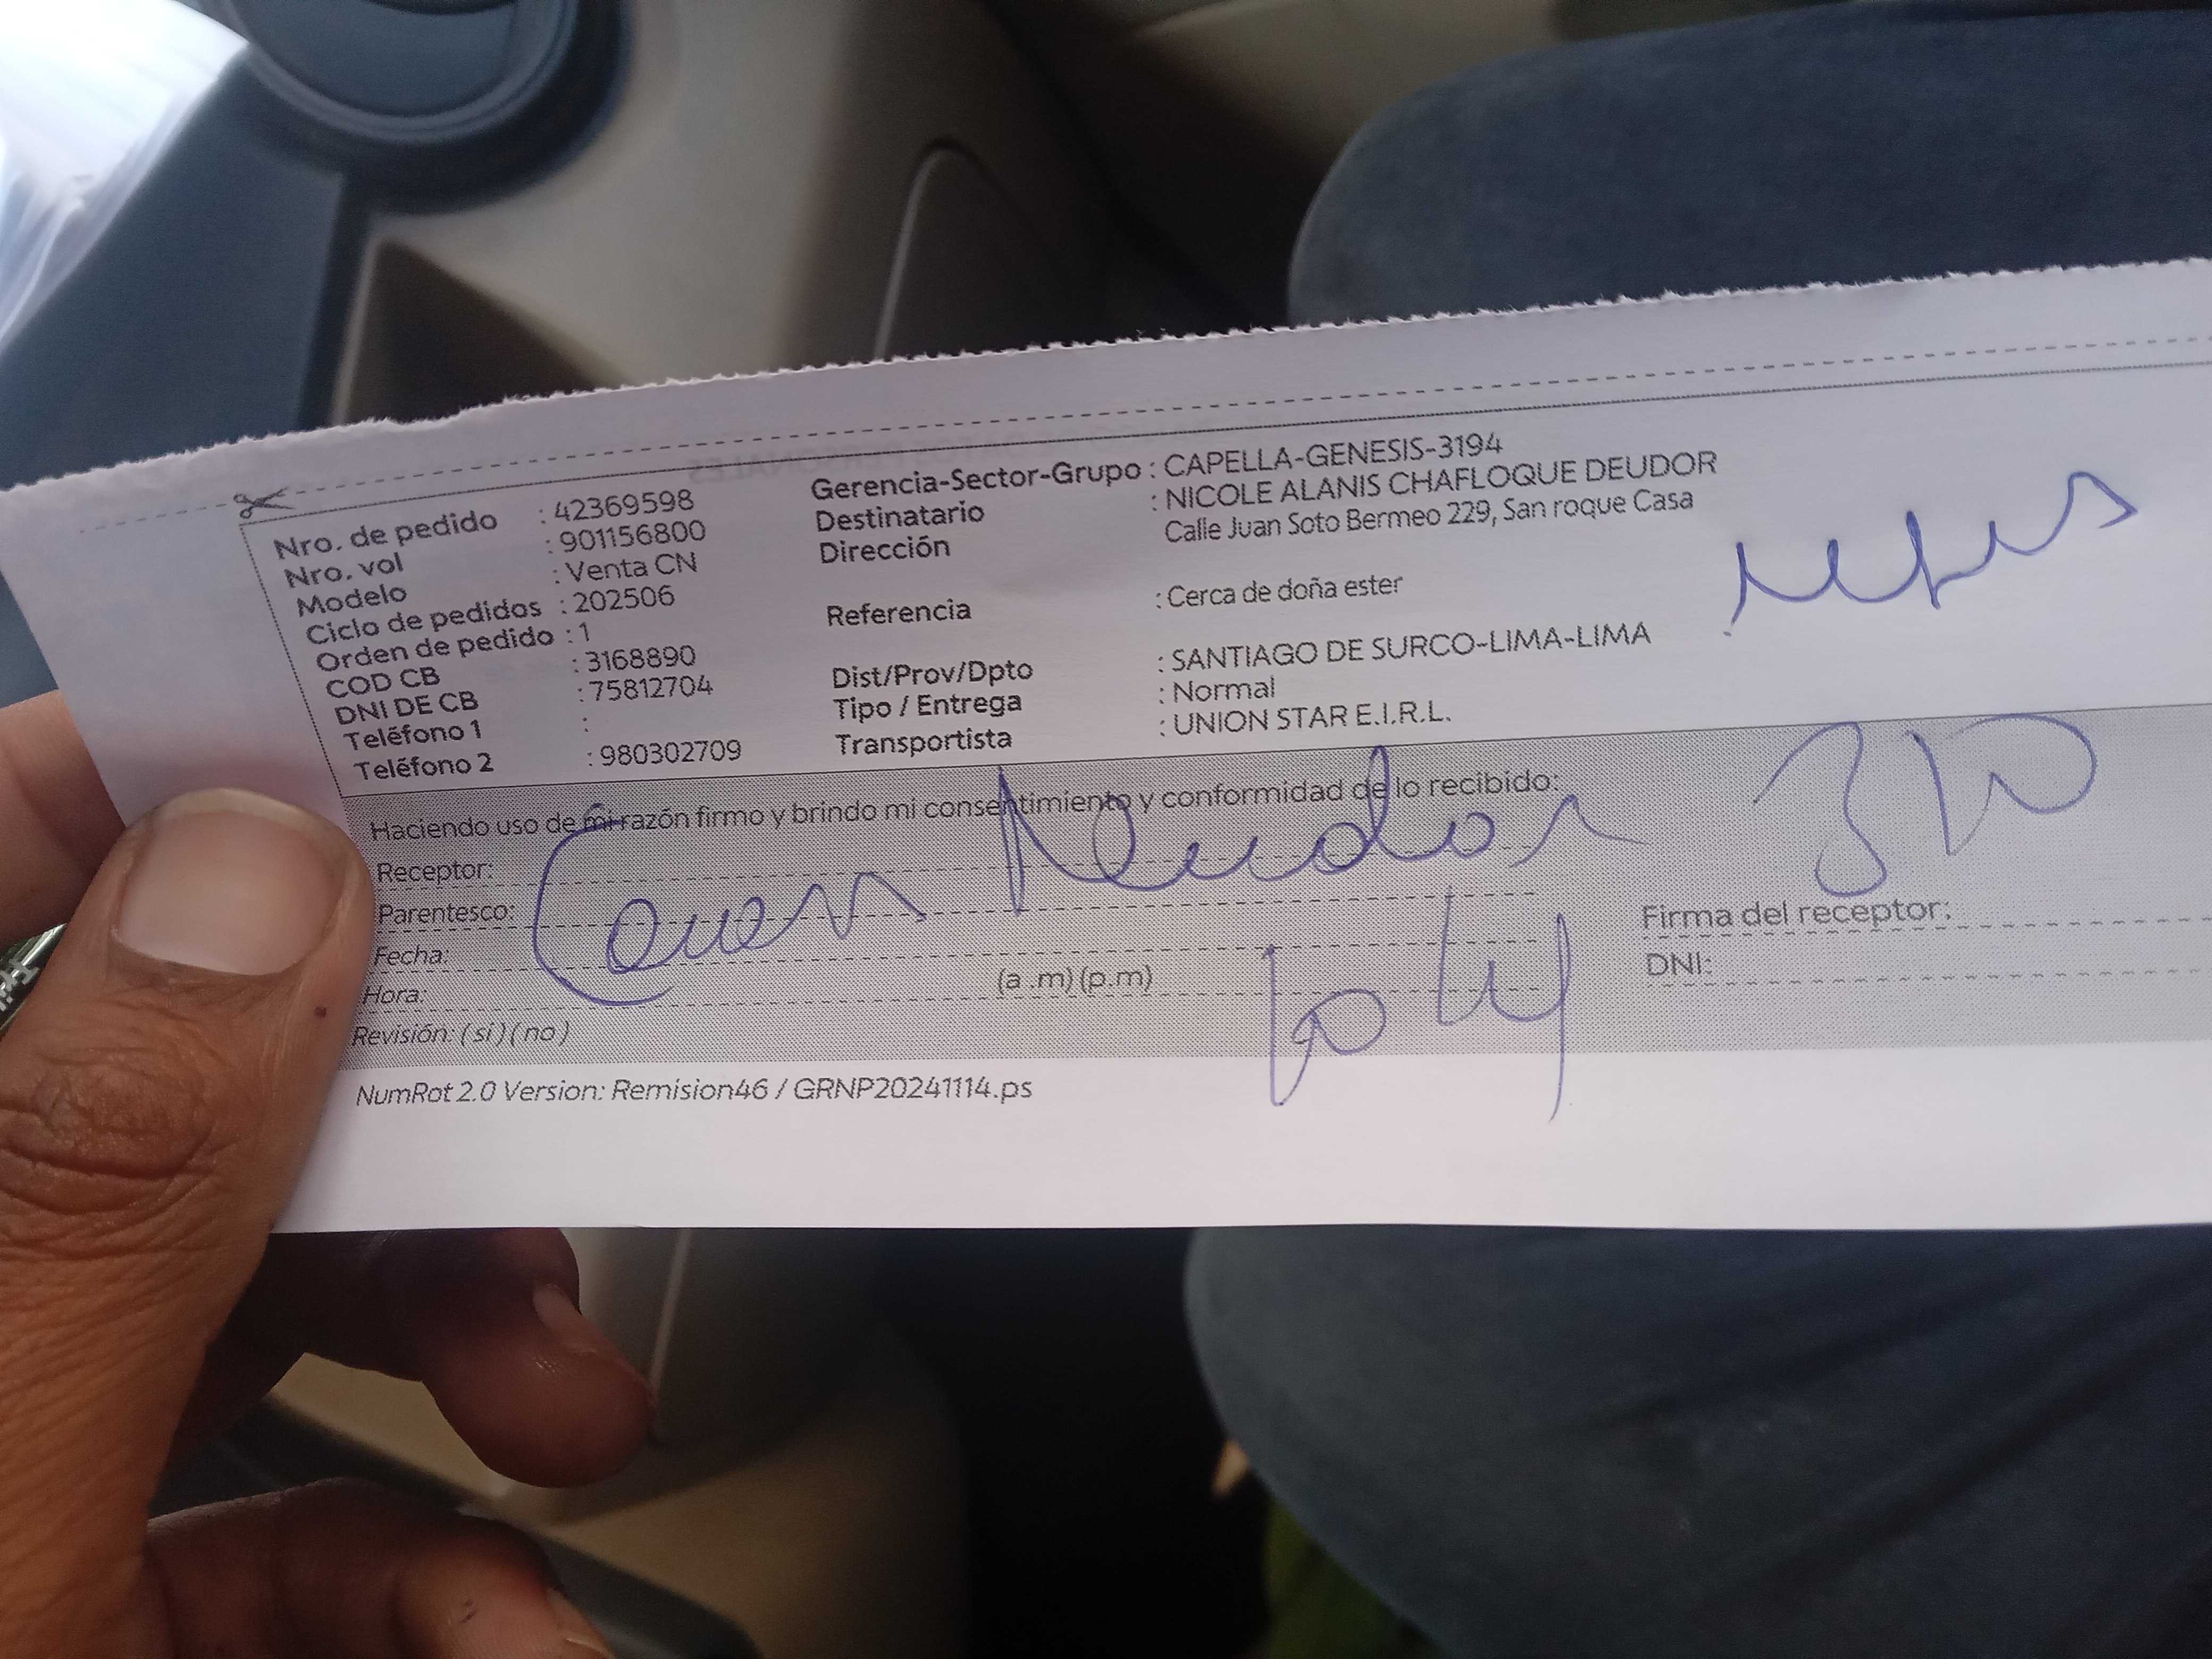 Nro. de pedido : 42369598
Nro. vol : 901156800
Modelo : Venta CN
Ciclo de pedidos : 202506
Orden de pedido : 1
COD CB : 3168890
DNI DE CB : 75812704
Teléfono 1 :
Teléfono 2 : 980302709
Gerencia-Sector-Grupo : CAPELLA-GENESIS-3194
Destinatario : NICOLE ALANIS CHAFLOQUE DEUDOR
Dirección Calle Juan Soto Bermeo 229, San roque Casa
Referencia : Cerca de doña ester
Dist/Prov/Dpto : SANTIAGO DE SURCO-LIMA-LIMA
Tipo / Entrega : Normal
Transportista : UNION STAR E.I.R.L.
Haciendo uso de mi razón firmo y brindo mi consentimiento y conformidad de lo recibido:
Receptor:
Deudor
Parentesco:
Fecha:
Hora: (a .m) (p.m)
Revisión: ( si ) ( no )
Firma del receptor:
DNI:
NumRot 2.0 Version: Remision46 / GRNP20241114.ps